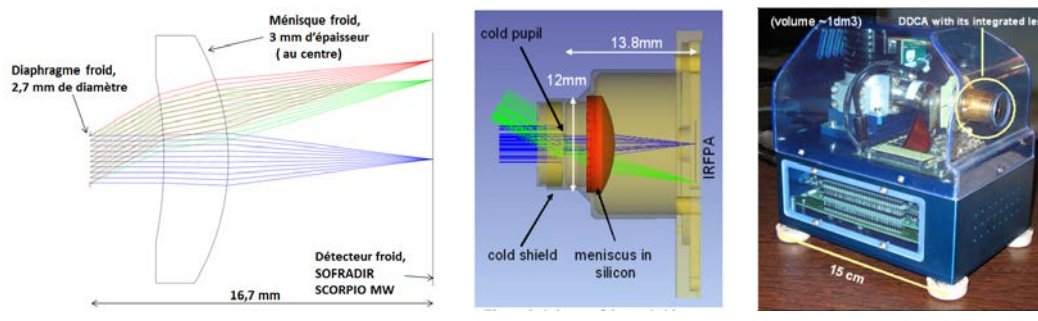 Ménisque froid,
3 mm d'épaisseur
( au centre)
Diaphragme froid,
2,7 mm de diamètre
Détecteur froid,
SOFRADIR
SCORPIO MW
16,7 mm
cold pupil
13.8mm
12mm
IRFPA
cold shield
meniscus in
silicon
(volume ~1dm3)
DDCA with its integrated le
15 cm